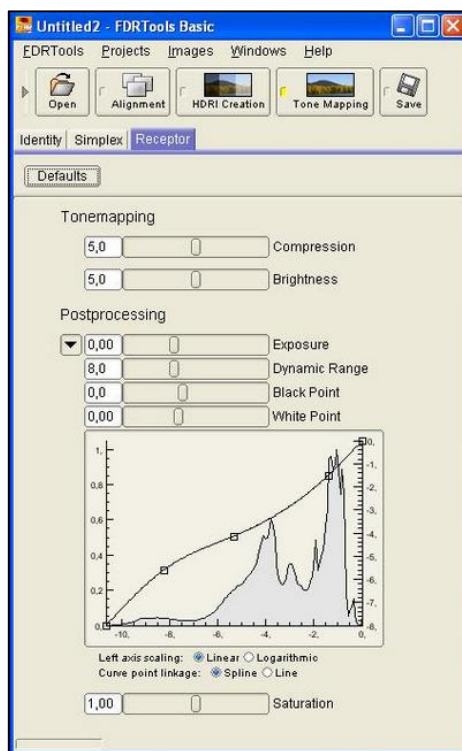 Untitled2 - FDRTools Basic
FDRTools Projects Images Windows Help
Open Alignment HDRI Creation Tone Mapping Save
Identity Simplex Receptor
Defaults
Tonemapping
5,0 Compression
5,0 Brightness
Postprocessing
0,00 Exposure
8,0 Dynamic Range
0,0 Black Point
0,00 White Point
1, 0,
-1,
0,8
-2,
0,6
-3,
0,4
-4,
0,2
-5,
0, -6,
-10, -8, -6, -4, -2, 0,
Left axis scaling: Linear Logarithmic
Curve point linkage: Spline Line
1,00 Saturation